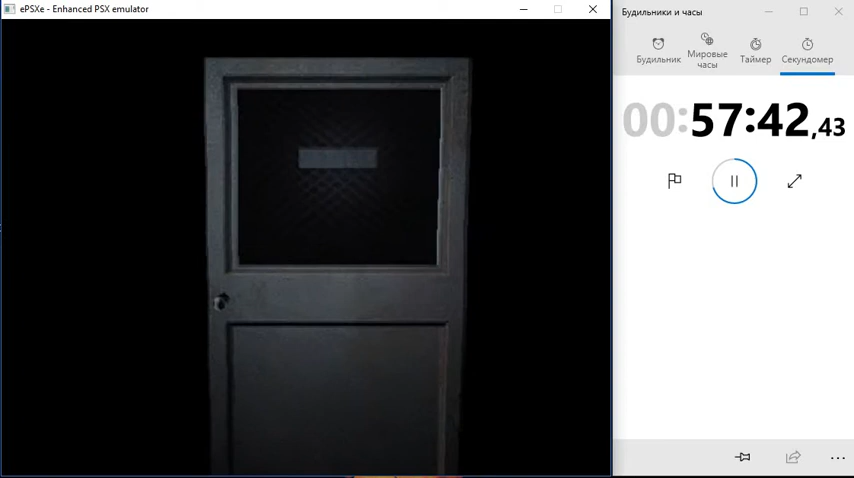 ePSXe - Enhanced PSX emulator
Будильники и часы
Будильник
Мировые
часы
Таймер
Секундомер
00:57:42,43